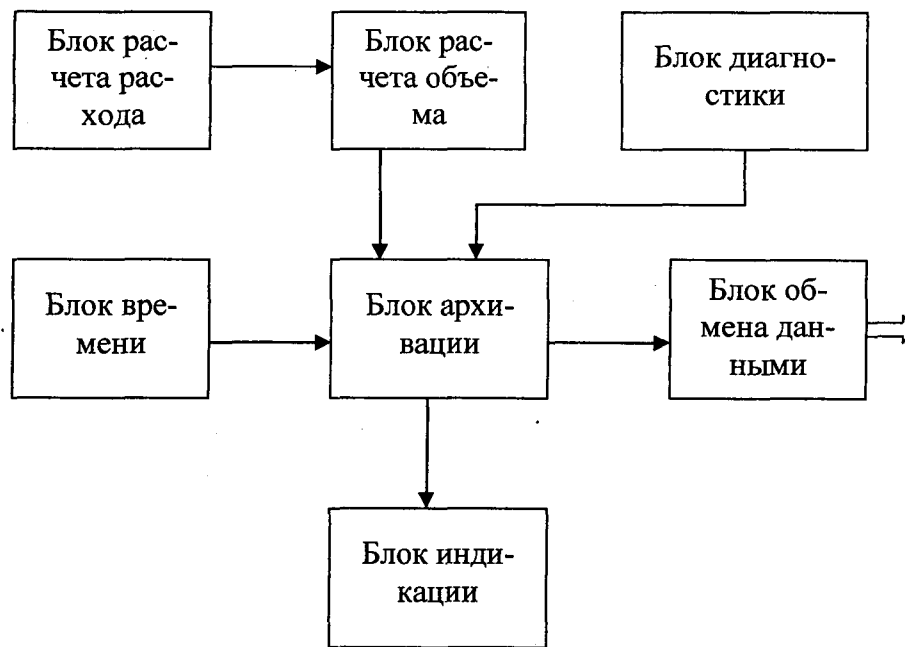 Блок рас-
чета рас-
хода
Блок рас-
чета объе-
ма
Блок диагно-
стики
Блок вре-
мени
Блок архи-
вации
Блок об-
мена дан-
ными
Блок инди-
кации